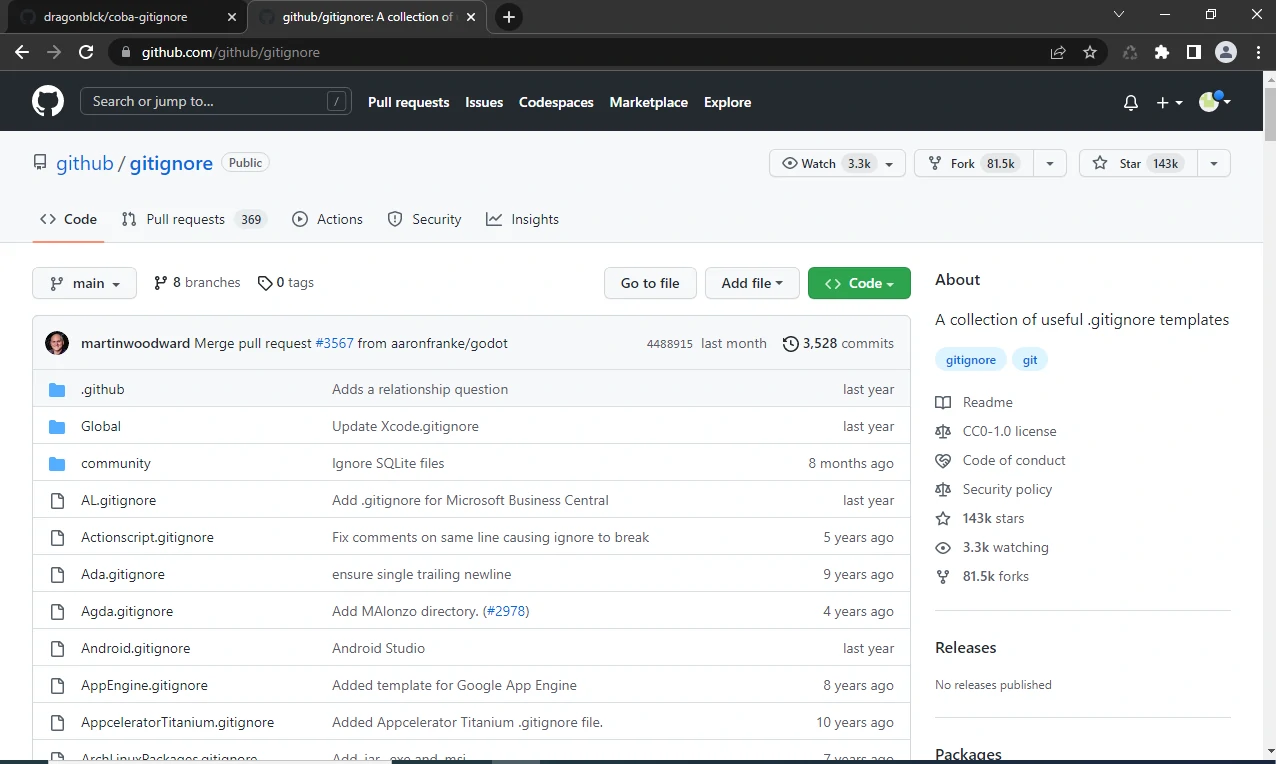 dragonblck/coba-gitignore
github/gitignore: A collection of
github.com/github/gitignore
Search or jump to... /
Pull requests Issues Codespaces Marketplace Explore
github / gitignore Public
Watch 3.3k Fork 81.5k Star 143k
Code Pull requests 369 Actions Security Insights
main 8 branches 0 tags Go to file Add file Code
martinwoodward Merge pull request #3567 from aaronfranke/godot 4488915 last month 3,528 commits
.github Adds a relationship question last year
Global Update Xcode.gitignore last year
community Ignore SQLite files 8 months ago
AL.gitignore Add .gitignore for Microsoft Business Central last year
Actionscript.gitignore Fix comments on same line causing ignore to break 5 years ago
Ada.gitignore ensure single trailing newline 9 years ago
Agda.gitignore Add MAlonzo directory. (#2978) 4 years ago
Android.gitignore Android Studio last year
AppEngine.gitignore Added template for Google App Engine 8 years ago
AppceleratorTitanium.gitignore Added Appcelerator Titanium .gitignore file. 10 years ago
ArchLinuxPackages.gitignore Add .jar, .exe and .msi 7 years ago
About
A collection of useful .gitignore templates
gitignore git
Readme
CC0-1.0 license
Code of conduct
Security policy
143k stars
3.3k watching
81.5k forks
Releases
No releases published
Packages